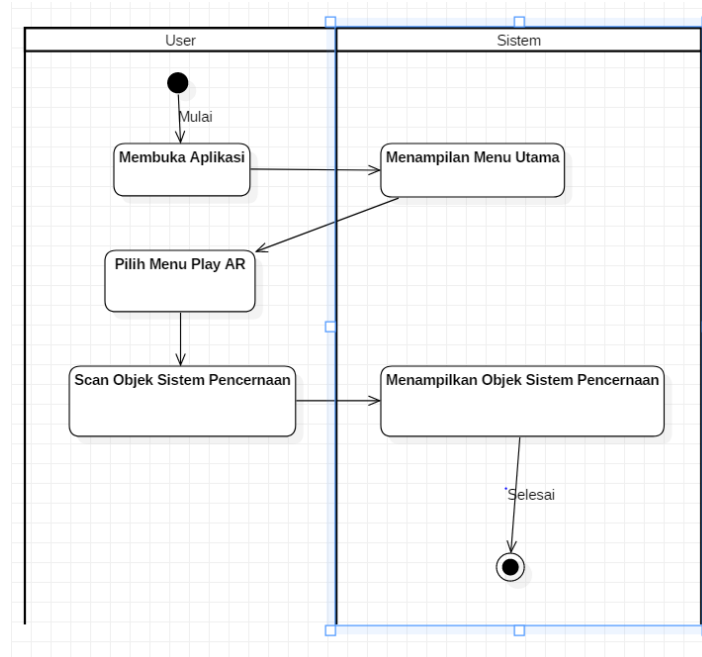 User
Sistem
Mulai
Membuka Aplikasi
Menampilan Menu Utama
Pilih Menu Play AR
Scan Objek Sistem Pencernaan
Menampilkan Objek Sistem Pencernaan
Selesai